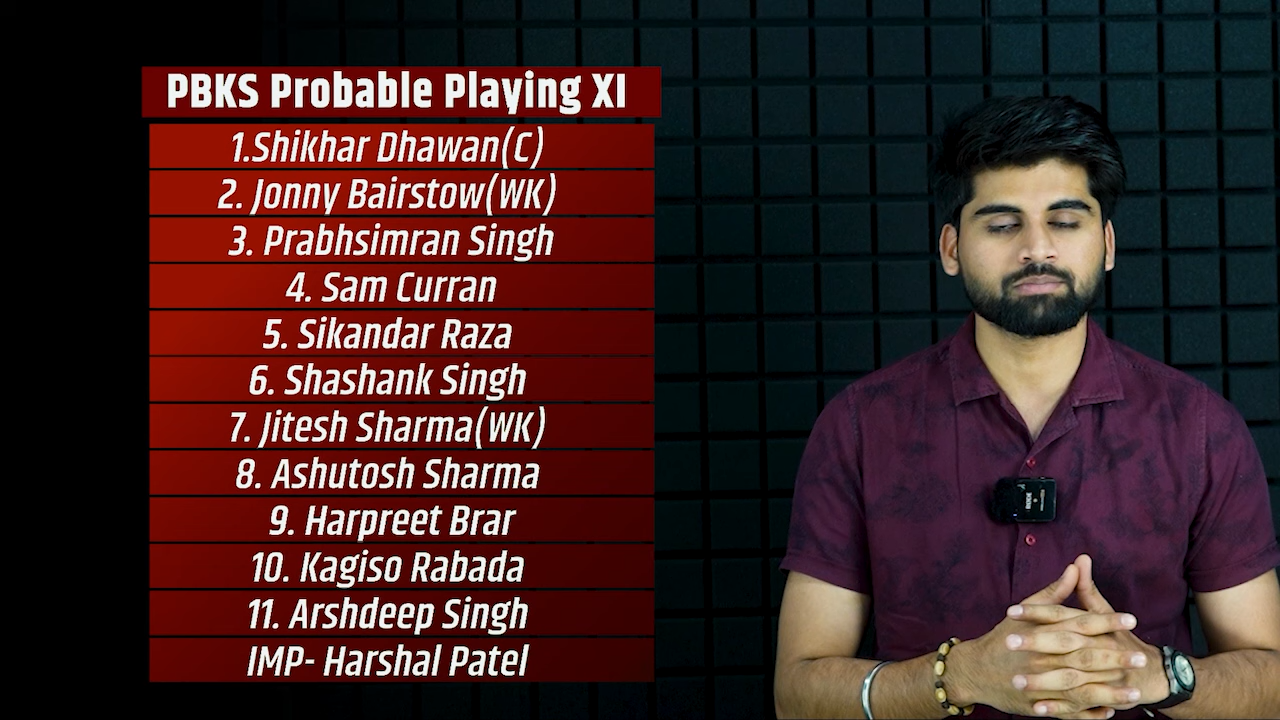 PBKS Probable Playing XI
1.Shikhar Dhawan(C)
2. Jonny Bairstow(WK)
3. Prabhsimran Singh
4. Sam Curran
5. Sikandar Raza
6. Shashank Singh
7. Jitesh Sharma(WK)
8. Ashutosh Sharma
9. Harpreet Brar
10. Kagiso Rabada
11. Arshdeep Singh
IMP- Harshal Patel